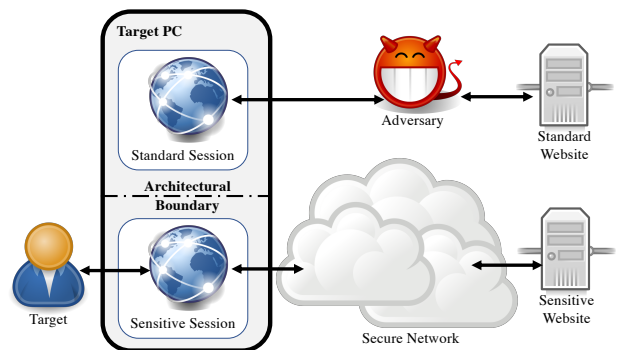 Target PC
Standard Session
Adversary
Standard
Website
Architectural
Boundary
Target
Sensitive Session
Secure Network
Sensitive
Website